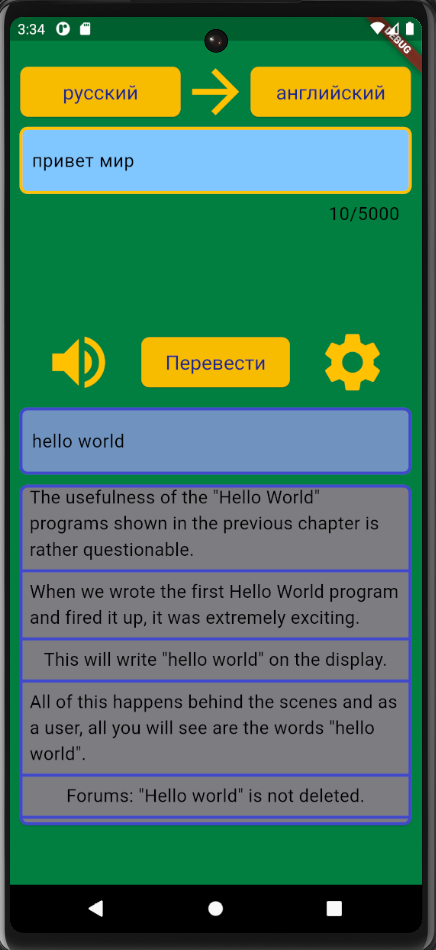 3:34
DEBUG
русский
английский
привет мир
10/5000
Перевести
hello world
The usefulness of the "Hello World"
programs shown in the previous chapter is
rather questionable.
When we wrote the first Hello World program
and fired it up, it was extremely exciting.
This will write "hello world" on the display.
All of this happens behind the scenes and as
a user, all you will see are the words "hello
world".
Forums: "Hello world" is not deleted.